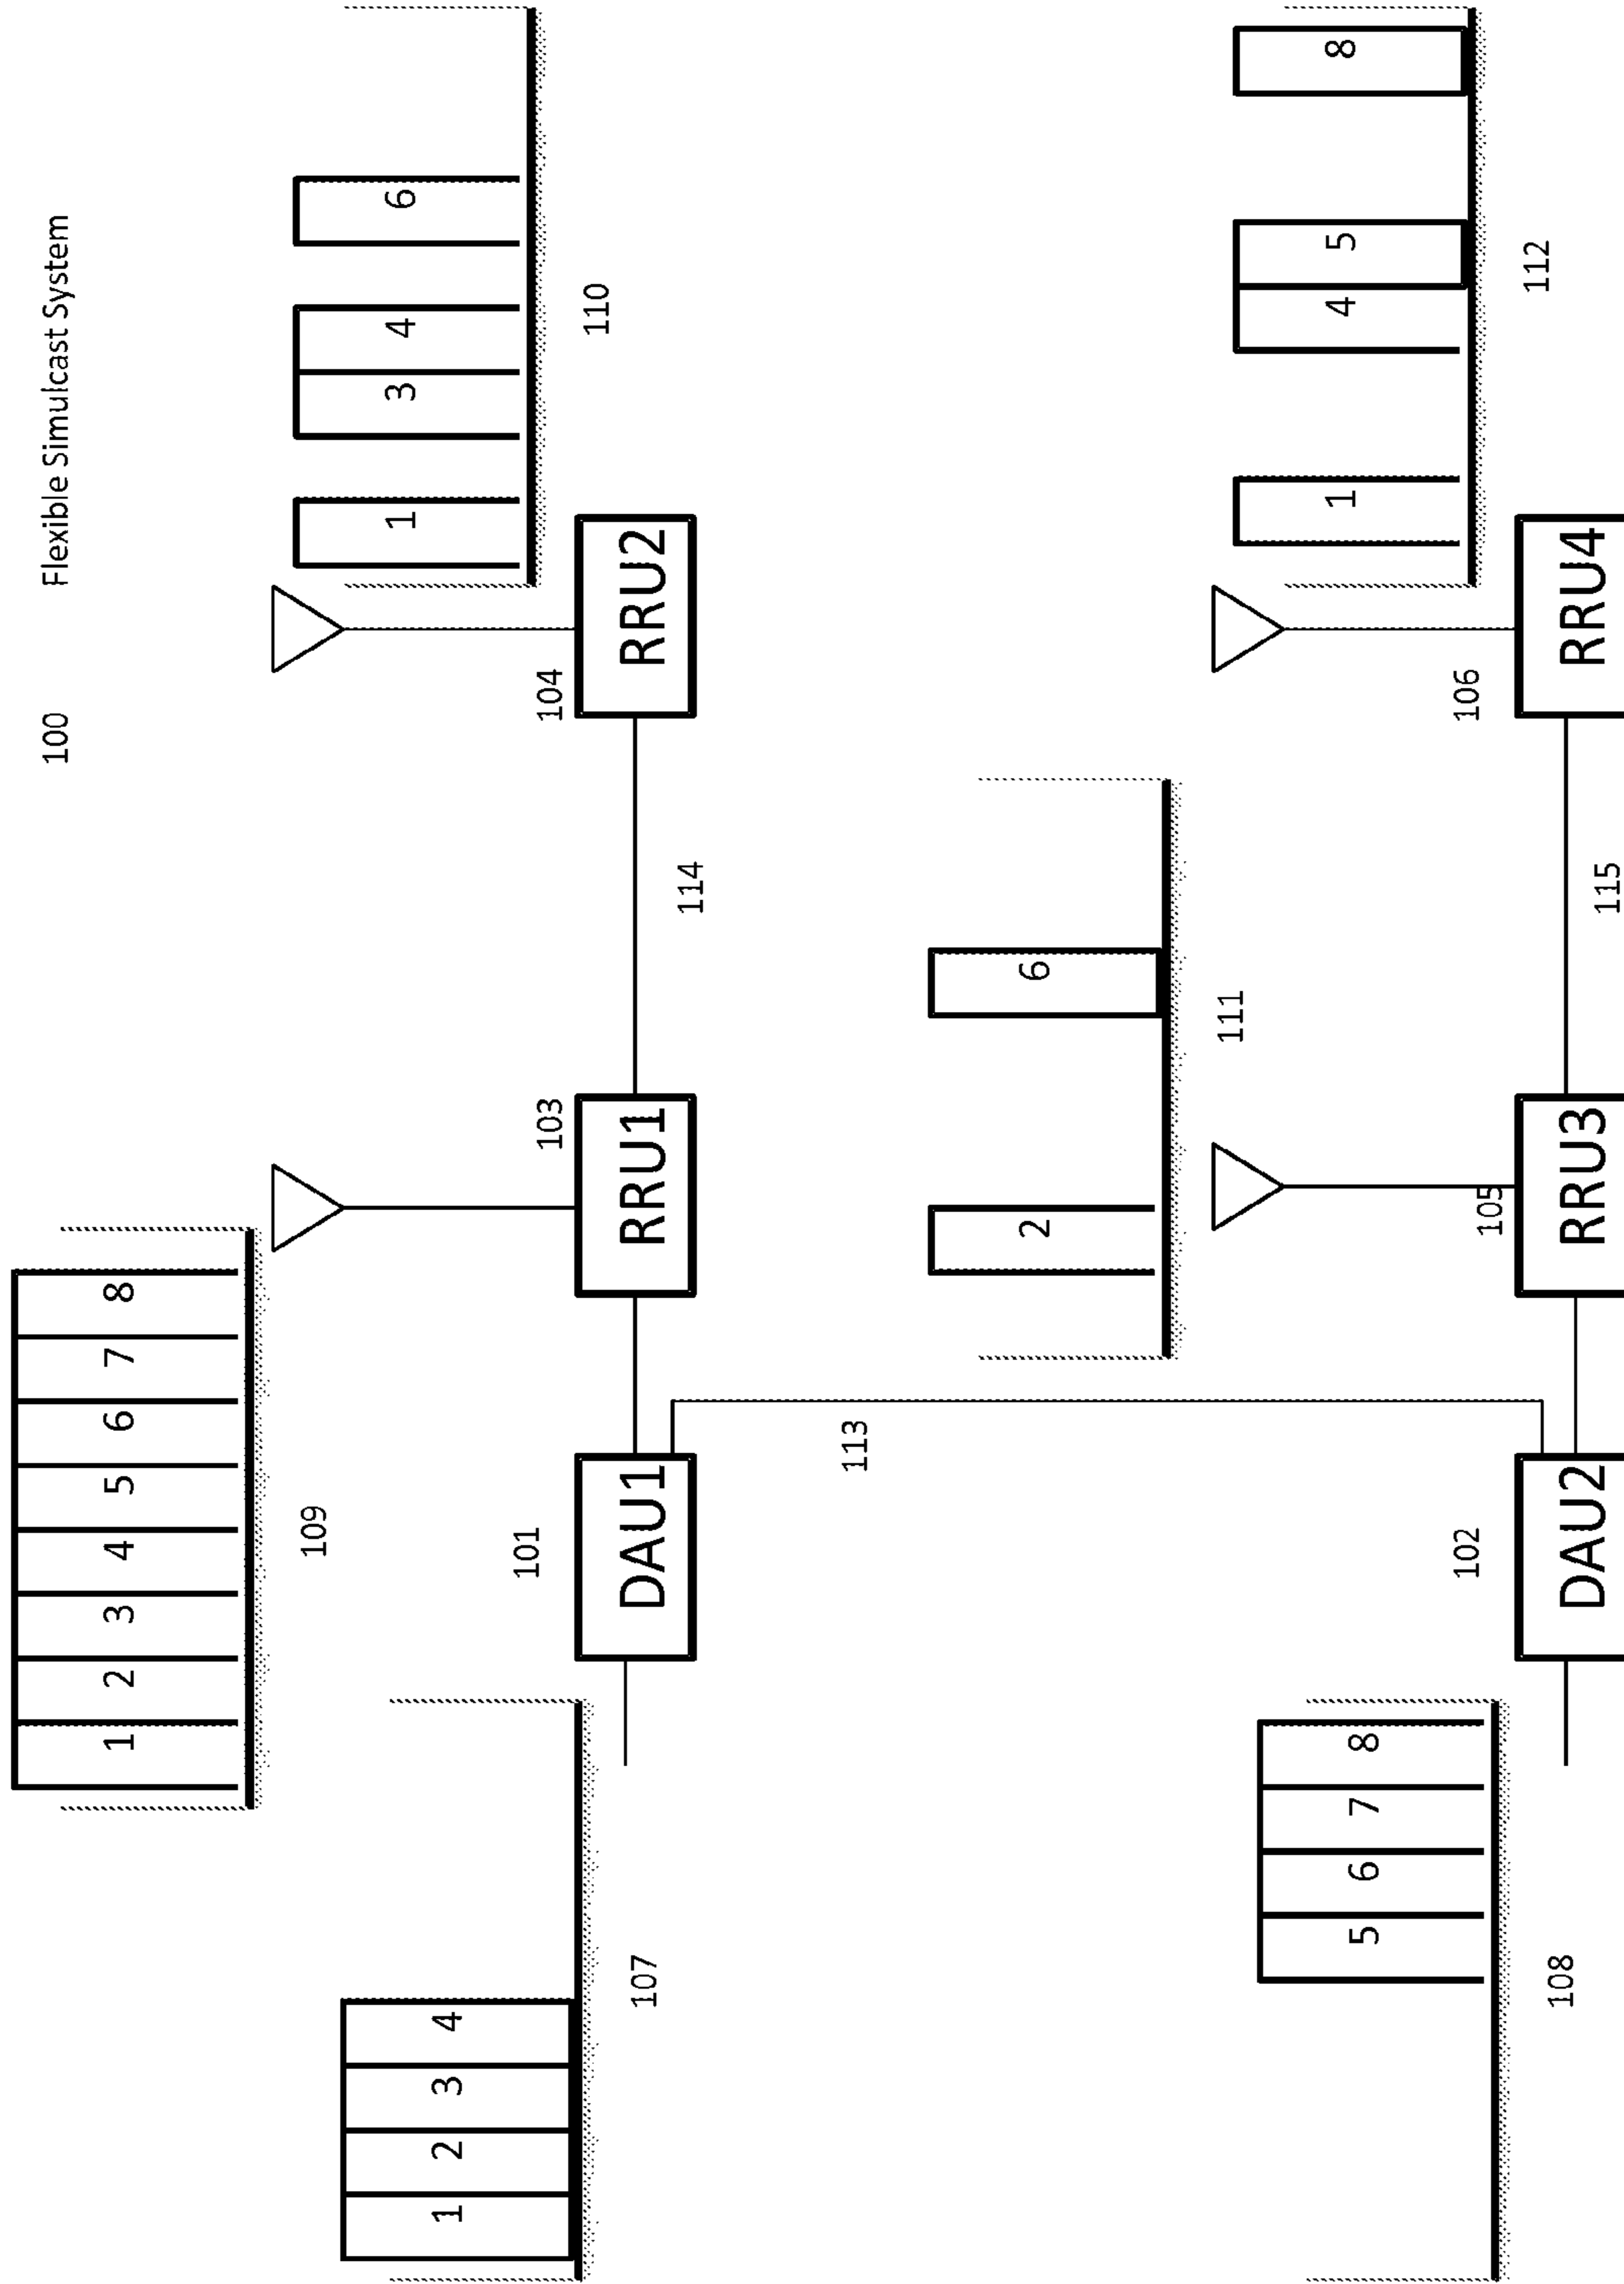 100 Flexible Simulcast System
1 2 3 4 5 6 7 8
109
1 2 3 4
107
101
DAU1
103
RRU1
114
104
RRU2
1 3 4 6
110
113
2 6
111
5 6 7 8
108
102
DAU2
105
RRU3
115
106
RRU4
1 4 5 8
112